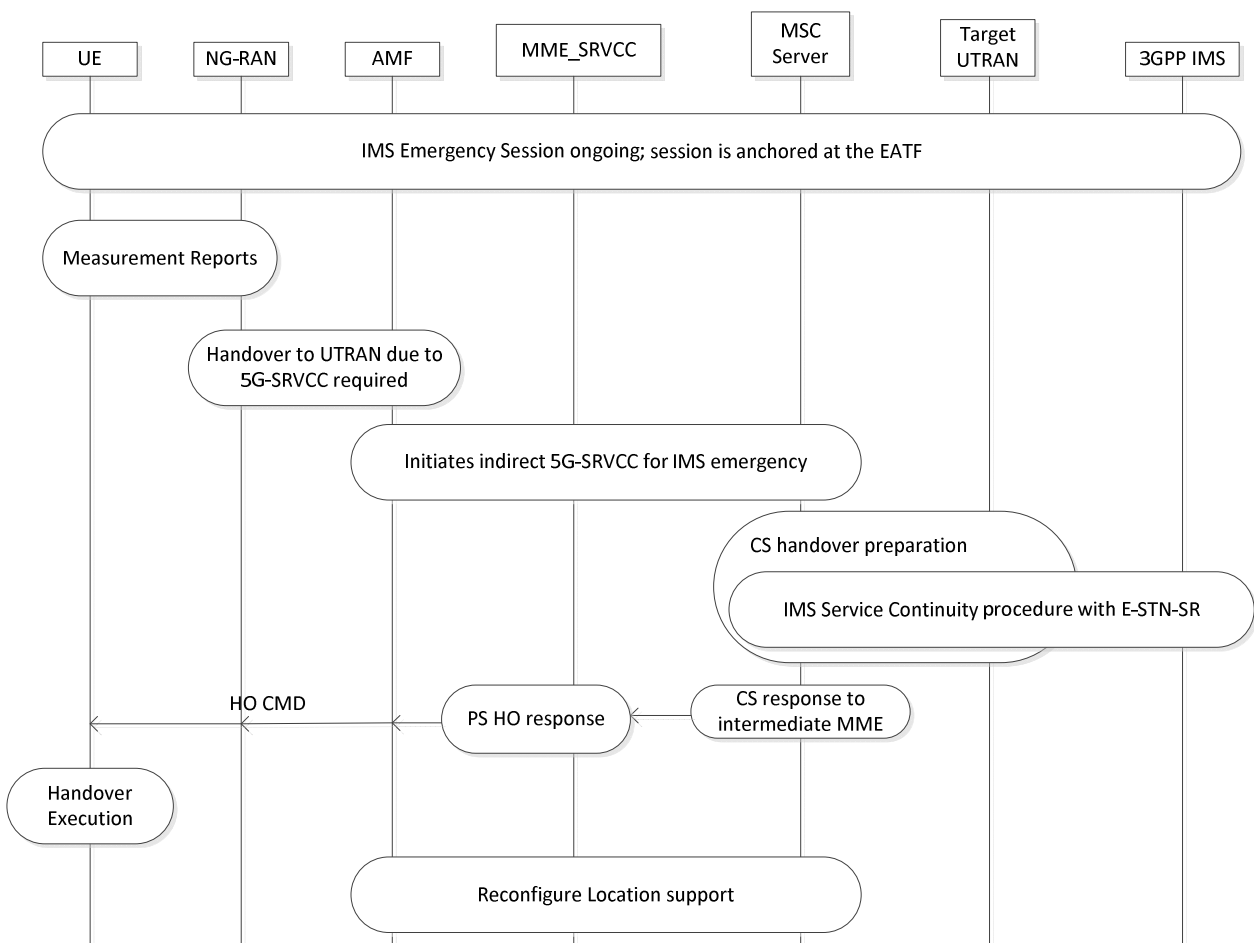 UE
NG-RAN
AMF
MME_SRVCC
MSC
Server
Target
UTRAN
3GPP IMS
IMS Emergency Session ongoing; session is anchored at the EATF
Measurement Reports
Handover to UTRAN due to
5G-SRVCC required
Initiates indirect 5G-SRVCC for IMS emergency
CS handover preparation
IMS Service Continuity procedure with E-STN-SR
HO CMD
PS HO response
CS response to
intermediate MME
Handover
Execution
Reconfigure Location support